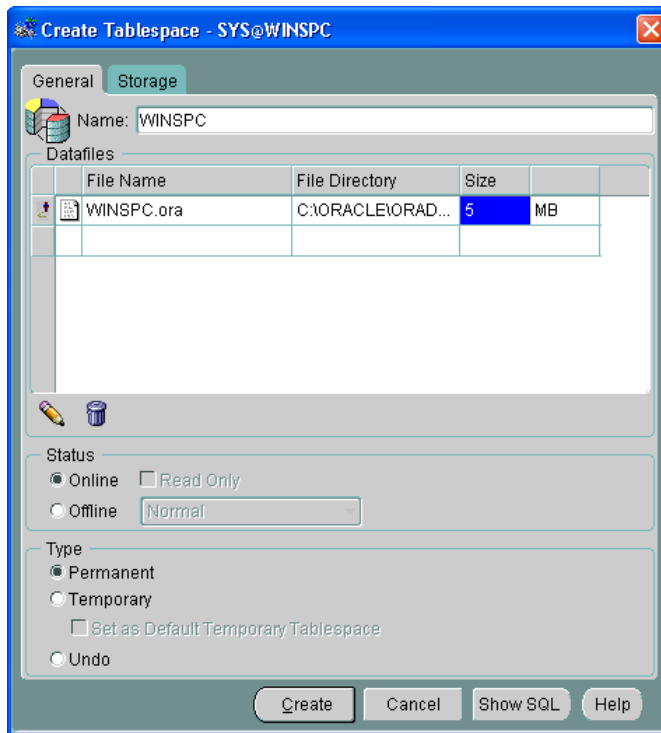 Create Tablespace - SYS@WINSPC
General Storage
Name: WINSPC
Datafiles
File Name File Directory Size
WINSPC.ora C:\ORACLE\ORAD... 5 MB
Status
Online Read Only
Offline Normal
Type
Permanent
Temporary
Set as Default Temporary Tablespace
Undo
Create Cancel Show SQL Help